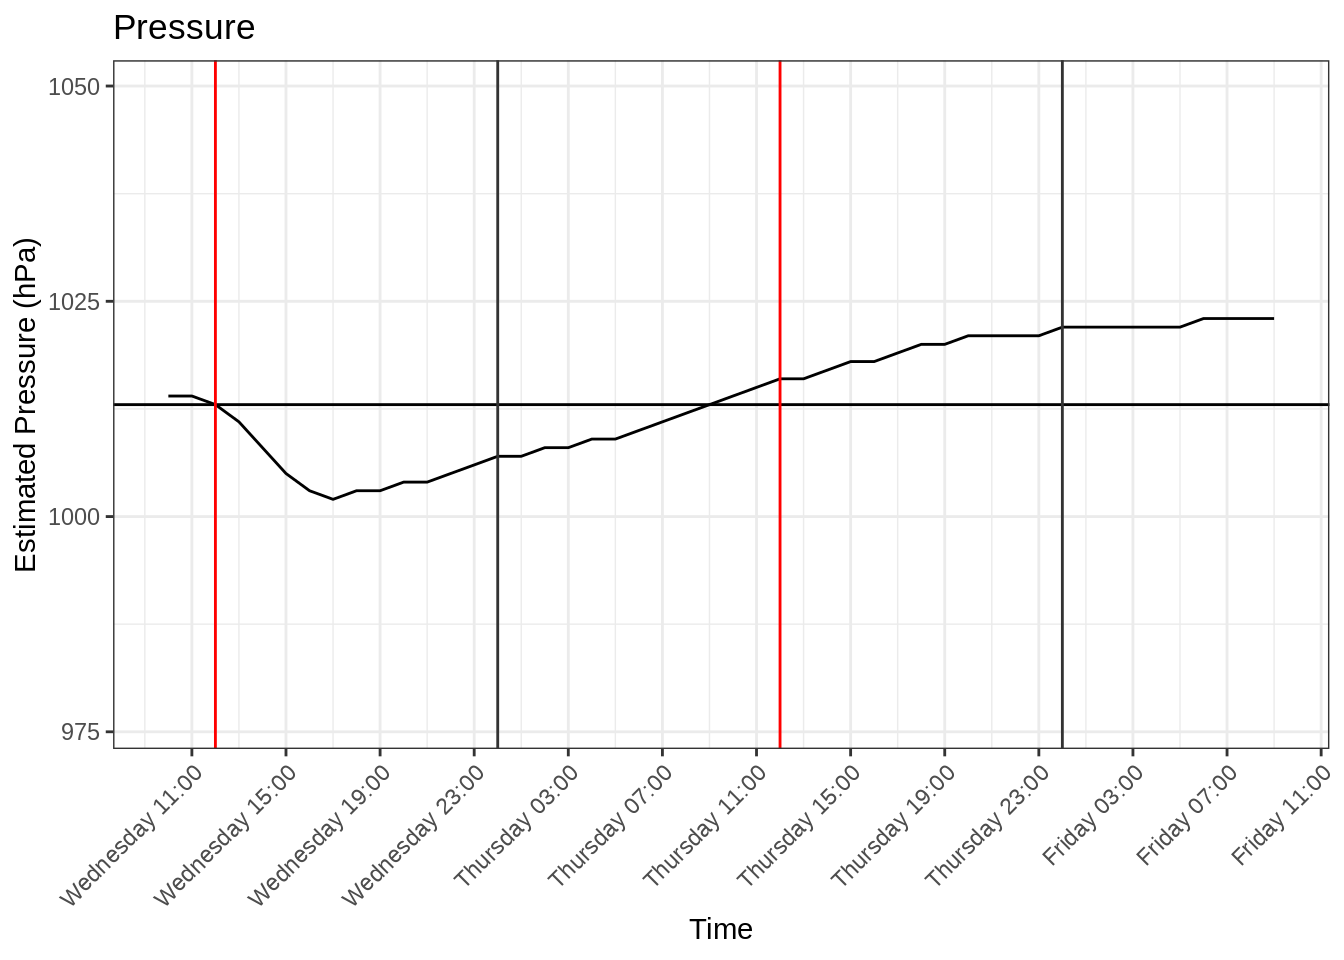 Pressure
Estimated Pressure (hPa)
1050
1025
1000
975
Wednesday 11:00
Wednesday 15:00
Wednesday 19:00
Wednesday 23:00
Thursday 03:00
Thursday 07:00
Thursday 11:00
Thursday 15:00
Thursday 19:00
Thursday 23:00
Friday 03:00
Friday 07:00
Friday 11:00
Time